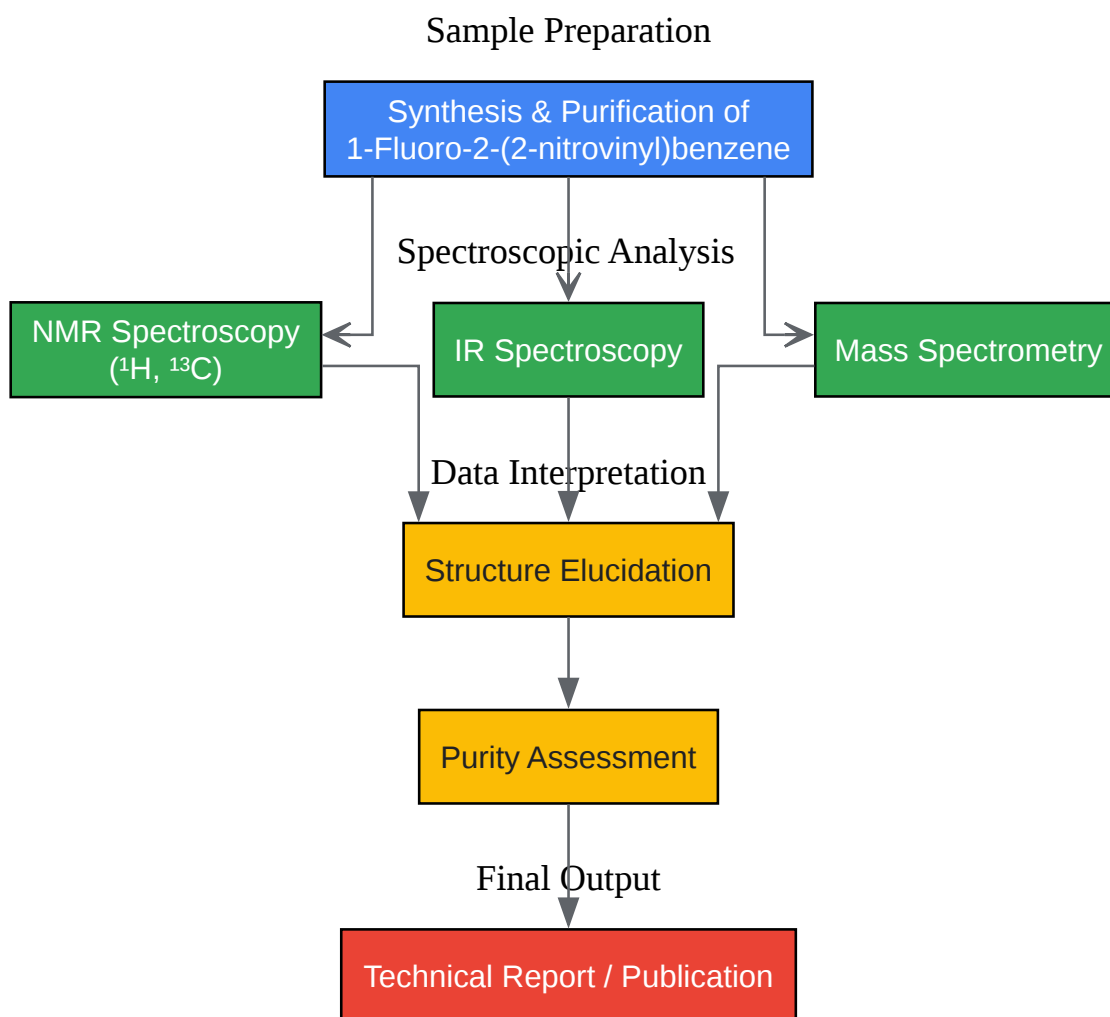 Sample Preparation
Synthesis & Purification of
1-Fluoro-2-(2-nitrovinyl)benzene
Spectroscopic Analysis
NMR Spectroscopy
(¹H, ¹³C)
IR Spectroscopy
Mass Spectrometry
Data Interpretation
Structure Elucidation
Purity Assessment
Final Output
Technical Report / Publication